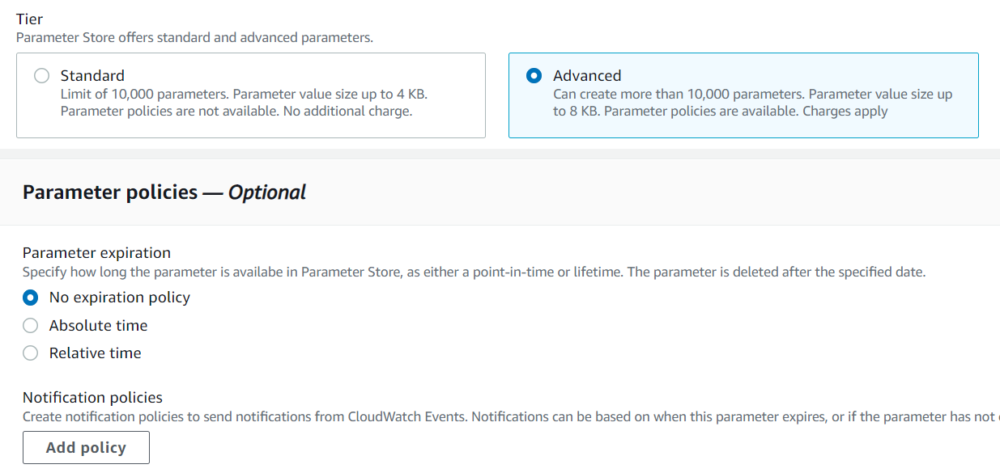 Tier
Parameter Store offers standard and advanced parameters.
Standard
Limit of 10,000 parameters. Parameter value size up to 4 KB.
Parameter policies are not available. No additional charge.
Advanced
Can create more than 10,000 parameters. Parameter value size up
to 8 KB. Parameter policies are available. Charges apply
Parameter policies — Optional
Parameter expiration
Specify how long the parameter is availabe in Parameter Store, as either a point-in-time or lifetime. The parameter is deleted after the specified date.
No expiration policy
Absolute time
Relative time
Notification policies
Create notification policies to send notifications from CloudWatch Events. Notifications can be based on when this parameter expires, or if the parameter has not
Add policy